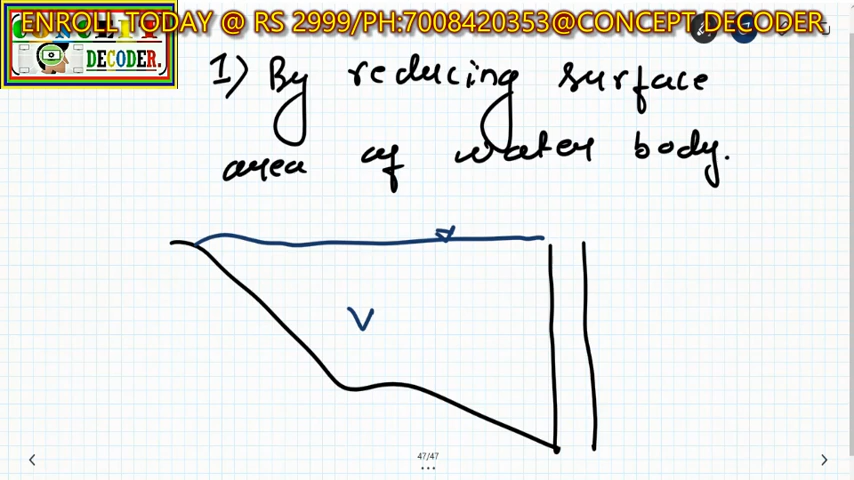 ENROLL TODAY @ RS 2999/PH:7008420353@CONCEPT DECODER
DECODER.
1) By reducing surface
area of water body.
V
47/47